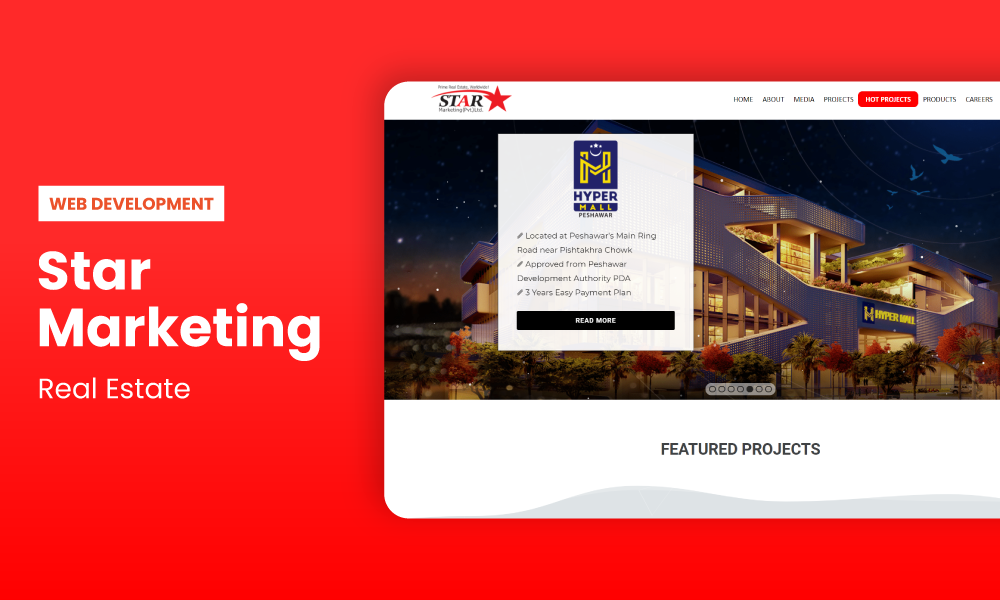 WEB DEVELOPMENT
Star
Marketing
Real Estate
Prime Real Estate, Worldwide!
STAR
Marketing(Pvt.)Ltd.
HOME ABOUT MEDIA PROJECTS HOT PROJECTS PRODUCTS CAREERS
HYPER
MALL
PESHAWAR
Located at Peshawar's Main Ring
Road near Pishtakhra Chowk
Approved from Peshawar
Development Authority PDA
3 Years Easy Payment Plan
READ MORE
HYPER MALL
FEATURED PROJECTS